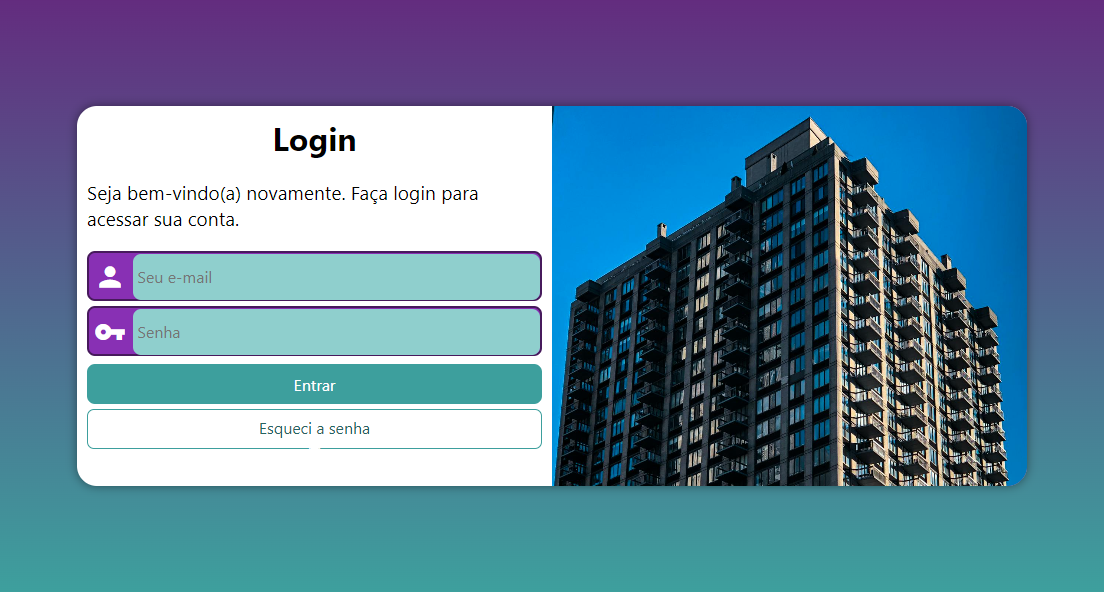 Login
Seja bem-vindo(a) novamente. Faça login para
acessar sua conta.
Seu e-mail
Senha
Entrar
Esqueci a senha